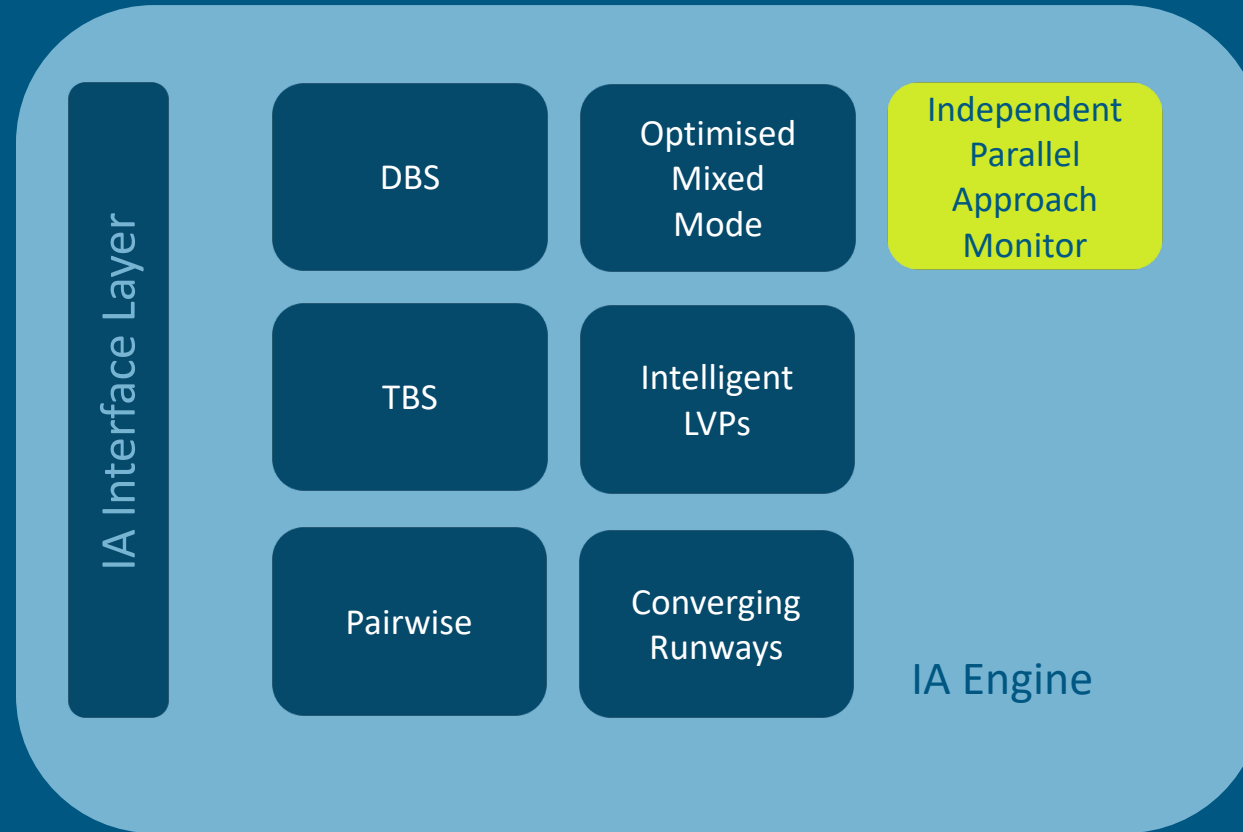 IA Interface Layer
DBS
Optimised
Mixed
Mode
Independent
Parallel
Approach
Monitor
TBS
Intelligent
LVPs
Pairwise
Converging
Runways
IA Engine